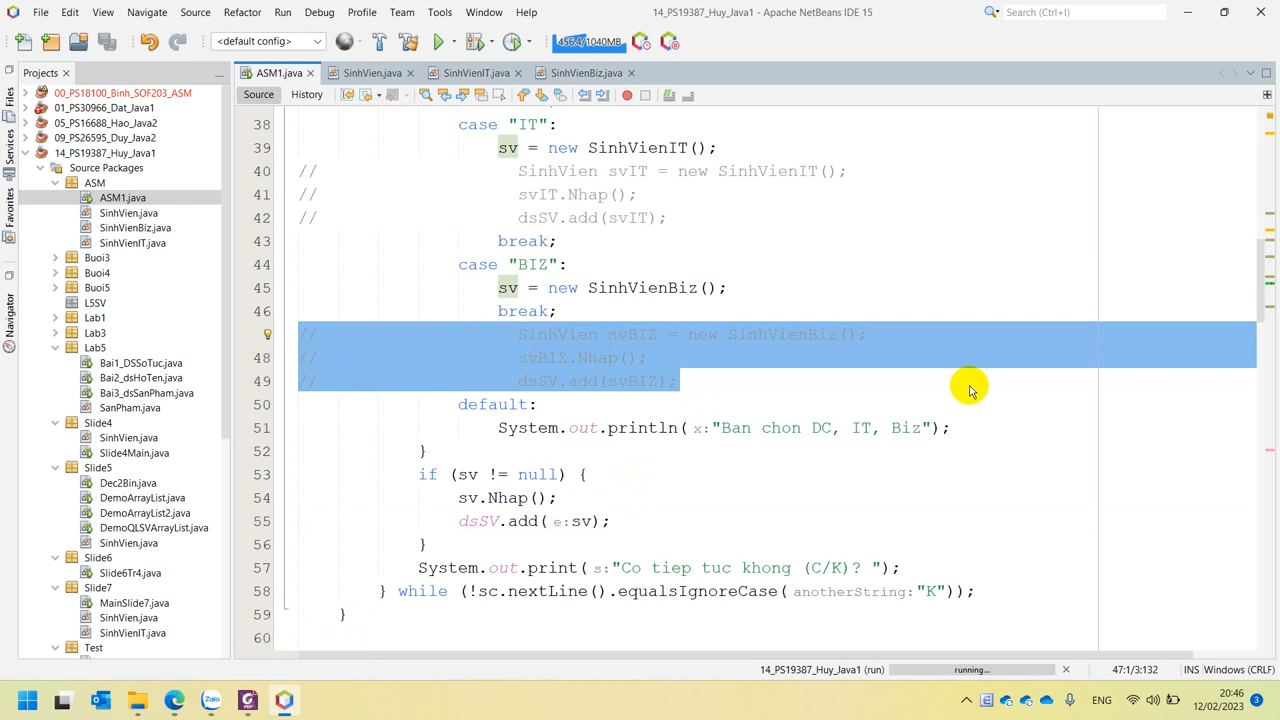 File Edit View Navigate Source Refactor Run Debug Profile Team Tools Window Help
14_PS19387_Huy_Java1 - Apache NetBeans IDE 15
Search (Ctrl+I)
<default config>
456.4/1040MB
Projects
ASM1.java
SinhVien.java
SinhVienIT.java
SinhVienBiz.java
Source
History
Files
Services
Favorites
Navigator
00_PS18100_Binh_SOF203_ASM
01_PS30966_Dat_Java1
05_PS16688_Hao_Java2
09_PS26595_Duy_Java2
14_PS19387_Huy_Java1
Source Packages
ASM
ASM1.java
SinhVien.java
SinhVienBiz.java
SinhVienIT.java
Buoi3
Buoi4
Buoi5
L5SV
Lab1
Lab3
Lab5
Bai1_DSSoTuc.java
Bai2_dsHoTen.java
Bai3_dsSanPham.java
SanPham.java
Slide4
SinhVien.java
Slide4Main.java
Slide5
Dec2Bin.java
DemoArrayList.java
DemoArrayList2.java
DemoQLSVArrayList.java
SinhVien.java
Slide6
Slide6Tr4.java
Slide7
MainSlide7.java
SinhVien.java
SinhVienIT.java
Test
38 case "IT":
39 sv = new SinhVienIT();
40 // SinhVien svIT = new SinhVienIT();
41 // svIT.Nhap();
42 // dsSV.add(svIT);
43 break;
44 case "BIZ":
45 sv = new SinhVienBiz();
46 break;
// SinhVien svBIZ = new SinhVienBiz();
48 // svBIZ.Nhap();
49 // dsSV.add(svBIZ);
50 default:
51 System.out.println( x:"Ban chon DC, IT, Biz");
52 }
53 if (sv != null) {
54 sv.Nhap();
55 dsSV.add( e:sv);
56 }
57 System.out.print( s:"Co tiep tuc khong (C/K)? ");
58 } while (!sc.nextLine().equalsIgnoreCase( anotherString:"K"));
59 }
60
14_PS19387_Huy_Java1 (run)
running...
47:1/3:132
INS
Windows (CRLF)
Zalo
PDF
ENG
20:46
12/02/2023
3